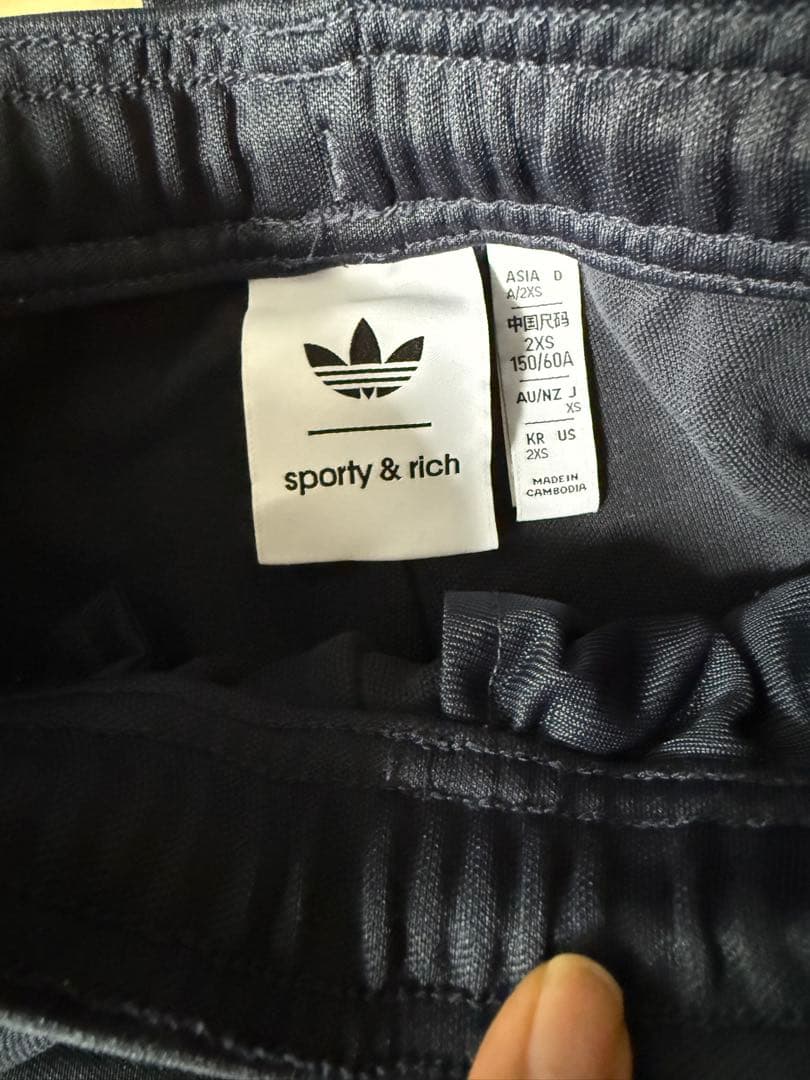 sporty & rich
ASIA D
A/2XS
中国尺码
2XS
150/60A
AU/NZ J
XS
KR US
2XS
MADE IN
CAMBODIA